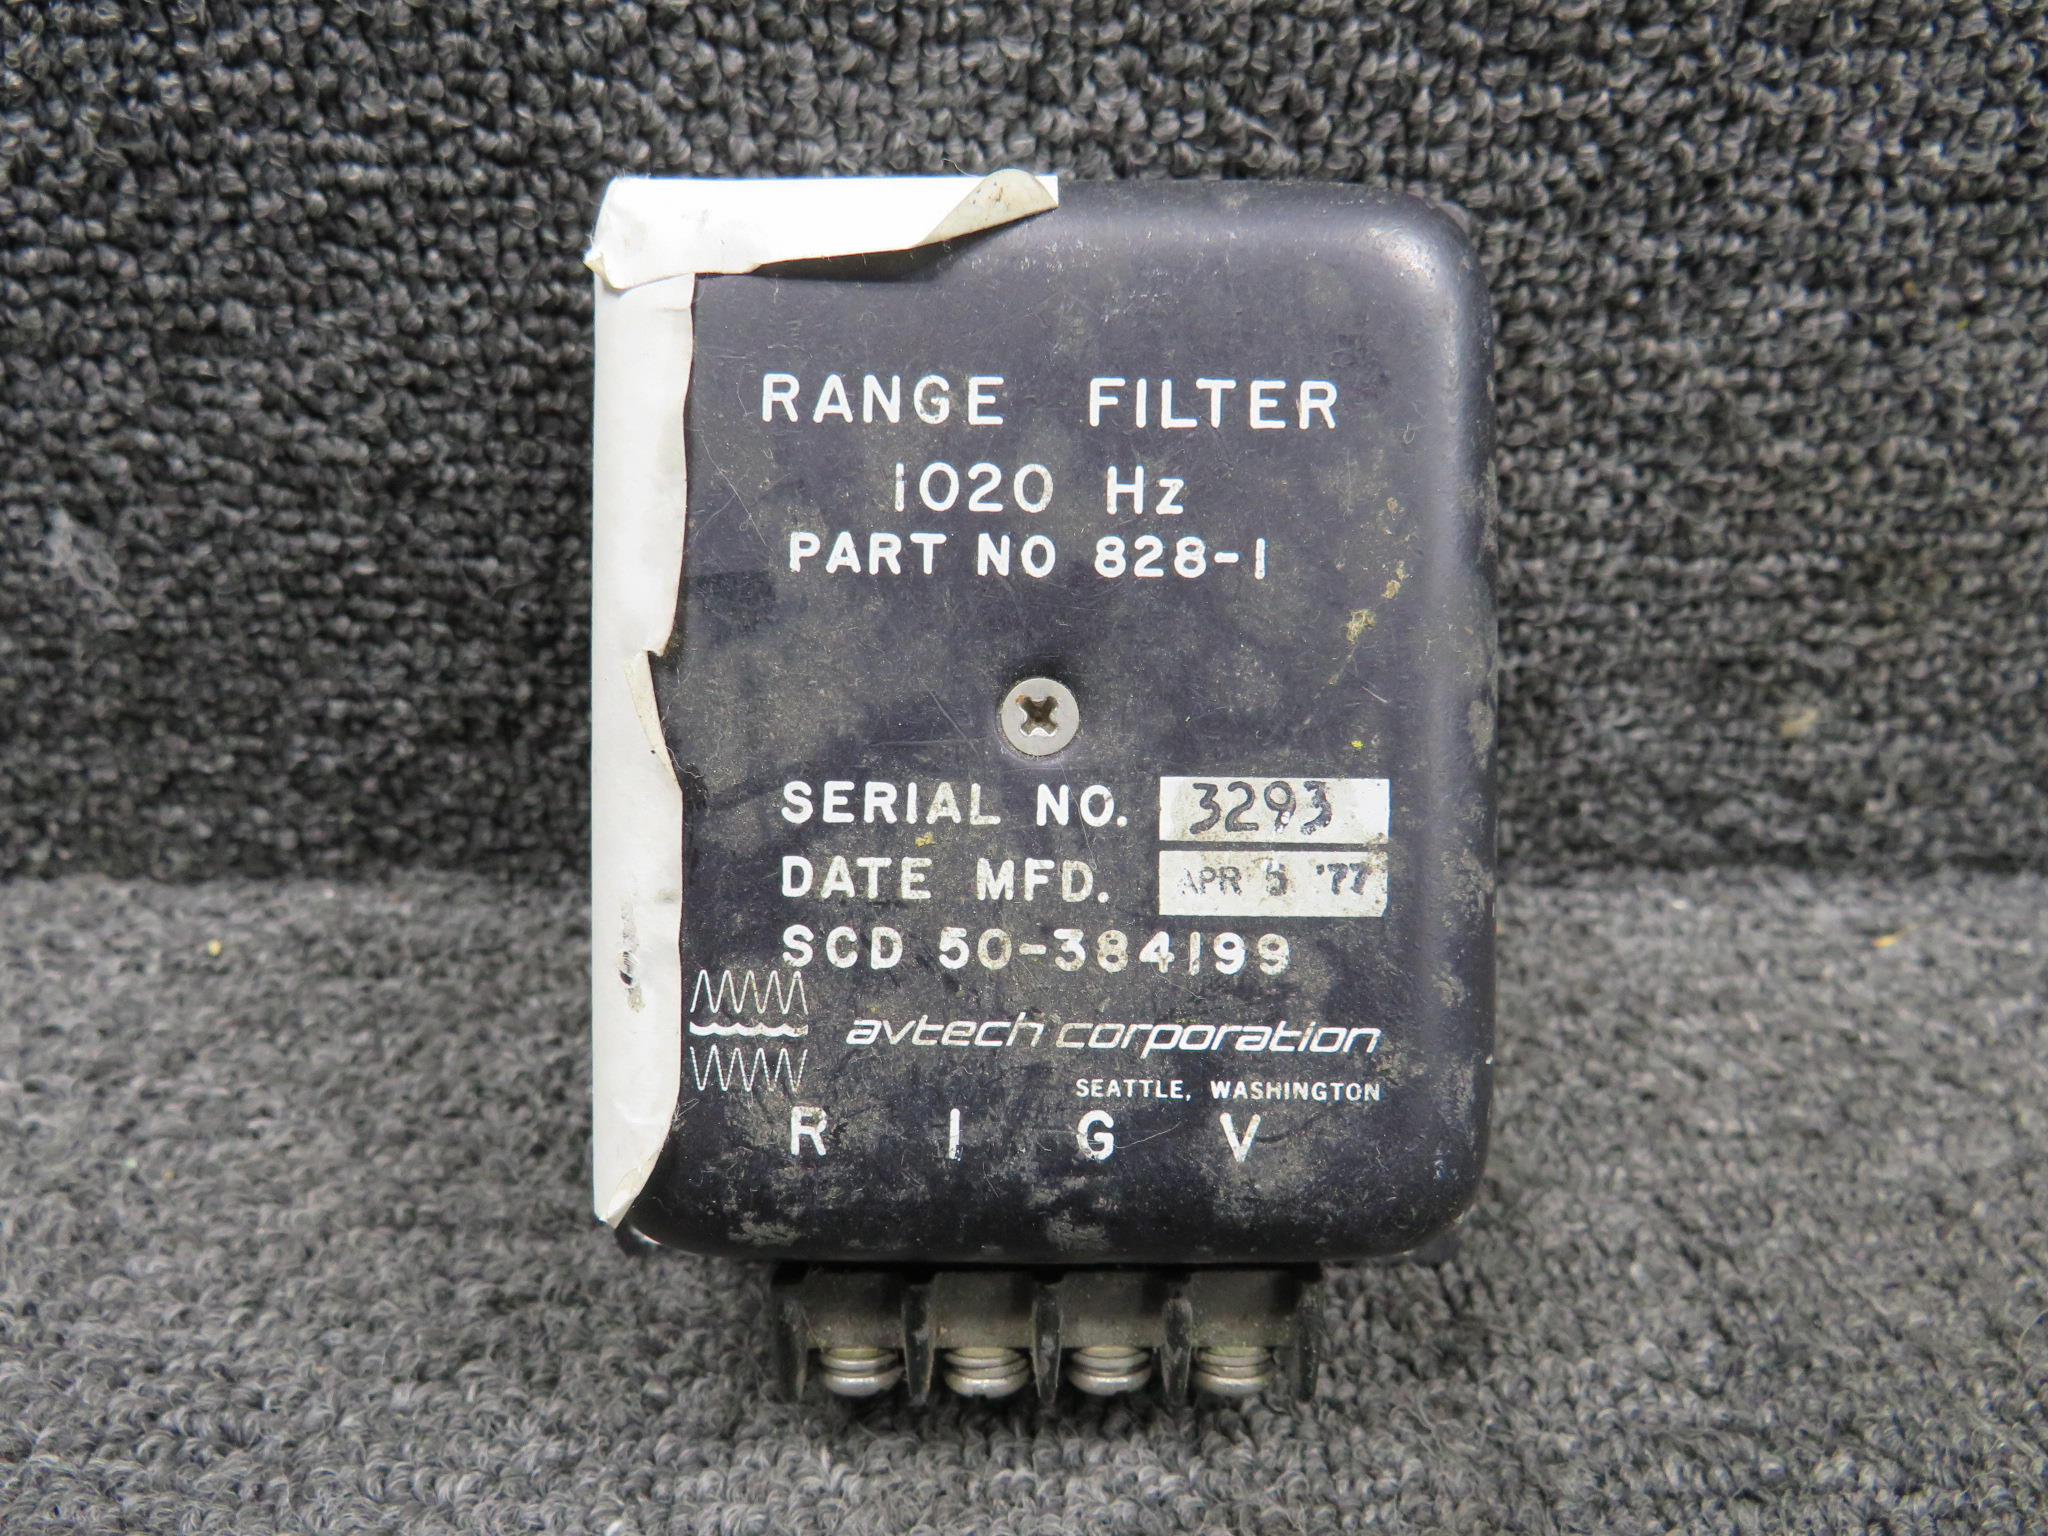 RANGE FILTER
1020 Hz
PART NO 828-1
SERIAL NO. 3293
DATE MFD. APR 5 '77
SCD 50-384199
avtech corporation
SEATTLE, WASHINGTON
R I G V